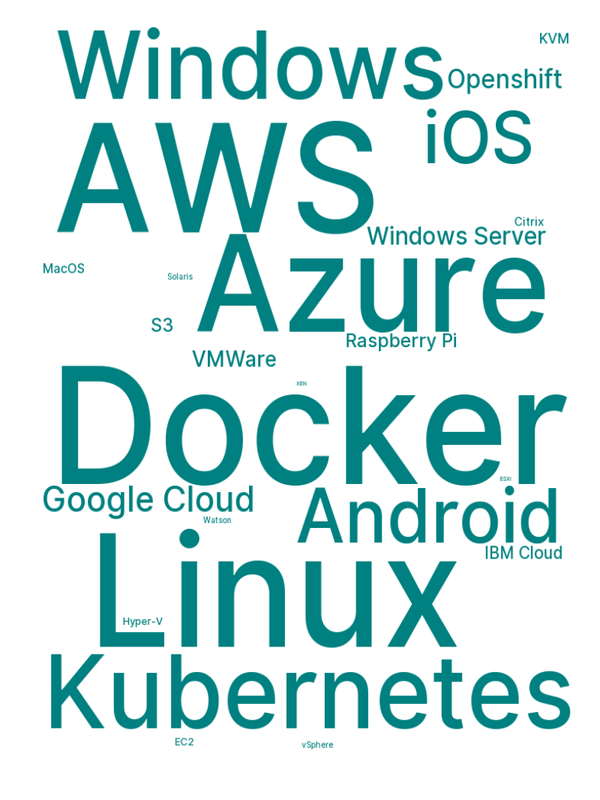 KVM
Windows
Openshift
iOS
AWS
Citrix
Windows Server
MacOS
Solaris
Azure
S3
Raspberry Pi
VMWare
XEN
Docker
ESXi
Google Cloud
Android
Watson
IBM Cloud
Linux
Hyper-V
Kubernetes
EC2
vSphere